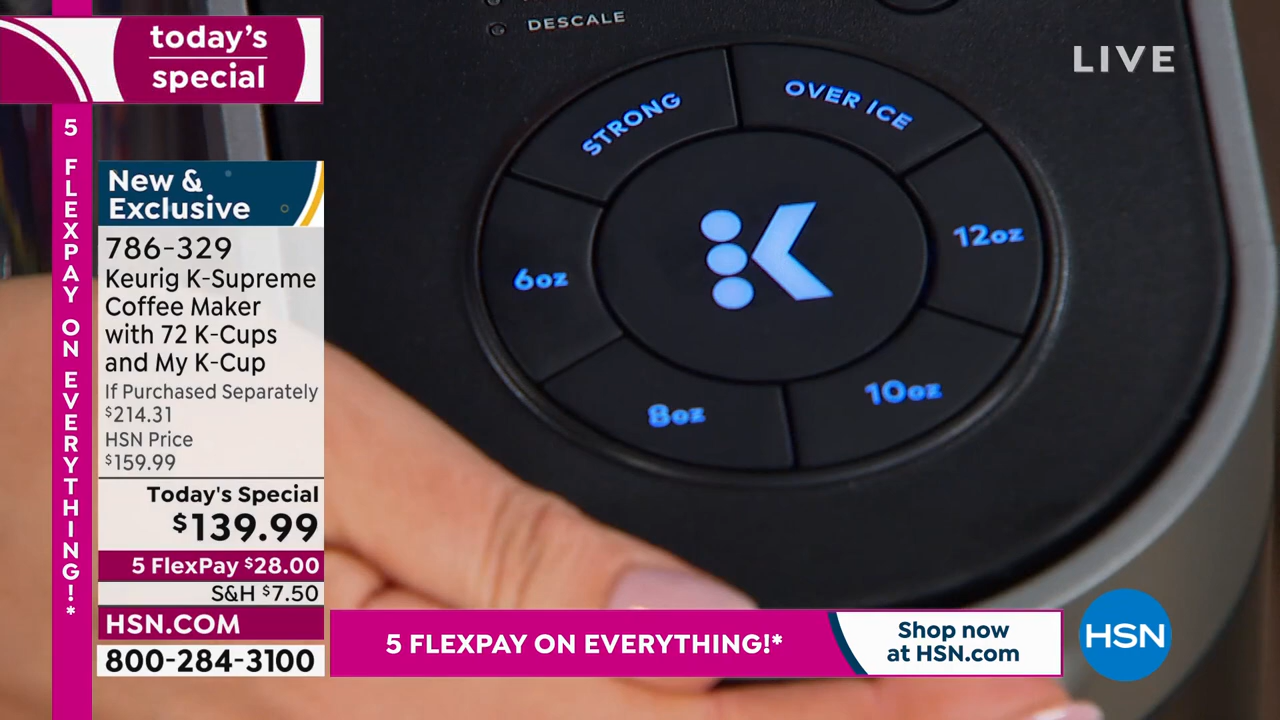 today's
special
5 FLEXPAY ON EVERYTHING!*
New &
Exclusive
786-329
Keurig K-Supreme
Coffee Maker
with 72 K-Cups
and My K-Cup
If Purchased Separately
$214.31
HSN Price
$159.99
Today's Special
$139.99
5 FlexPay $28.00
S&H $7.50
HSN.COM
800-284-3100
DESCALE
LIVE
STRONG
OVER ICE
6oz
K
12oz
8oz
10oz
5 FLEXPAY ON EVERYTHING!*
Shop now
at HSN.com
HSN